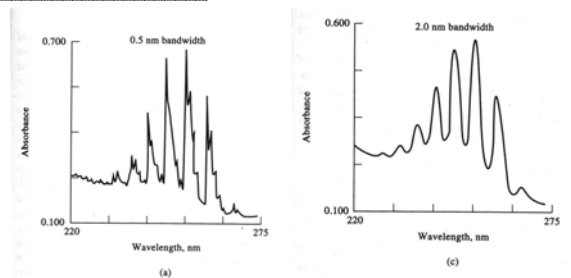 0.700
0.5 nm bandwidth
Absorbance
0.100
220
275
Wavelength, nm
(a)
0.600
2.0 nm bandwidth
Absorbance
0.100
220
275
Wavelength, nm
(c)